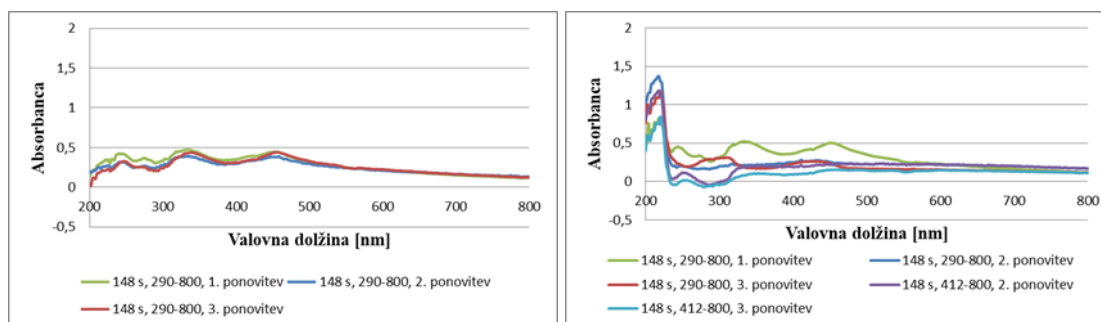 2
1,5
1
0,5
0
-0,5
Absorbanca
200 300 400 500 600 700 800
Valovna dolžina [nm]
148 s, 290-800, 1. ponovitev
148 s, 290-800, 2. ponovitev
148 s, 290-800, 3. ponovitev
2
1,5
1
0,5
0
-0,5
Absorbanca
200 300 400 500 600 700 800
Valovna dolžina [nm]
148 s, 290-800, 1. ponovitev
148 s, 290-800, 2. ponovitev
148 s, 290-800, 3. ponovitev
148 s, 412-800, 2. ponovitev
148 s, 412-800, 3. ponovitev